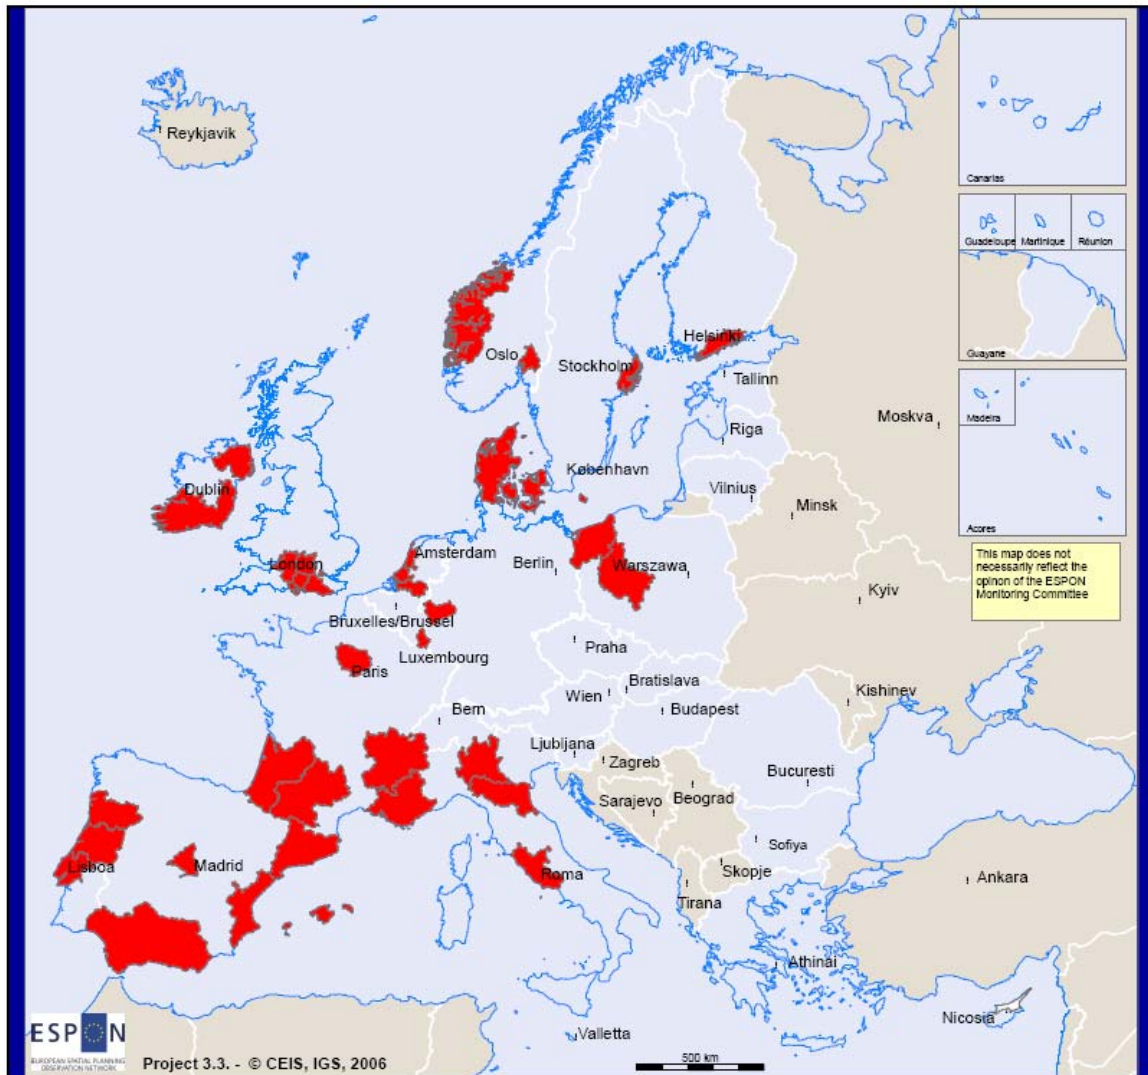 Reykjavik
Canarias
Guadeloupe
Martinique
Réunion
Guayane
Madeira
Acores
This map does not
necessarily reflect the
opinon of the ESPON
Monitoring Committee
Oslo
Stockholm
Helsinki
Tallinn
Moskva
Riga
København
Vilnius
Minsk
Dublin
London
Amsterdam
Berlin
Warszawa
Kyiv
Bruxelles/Brussel
Luxembourg
Paris
Praha
Kishinev
Wien
Bratislava
Budapest
Bern
Ljubljana
Zagreb
Bucuresti
Sarajevo
Beograd
Sofiya
Lisboa
Madrid
Roma
Skopje
Tirana
Ankara
Athinai
Nicosia
Valletta
ESPON
EUROPEAN SPATIAL PLANNING
OBSERVATION NETWORK
Project 3.3. - © CEIS, IGS, 2006
500 km